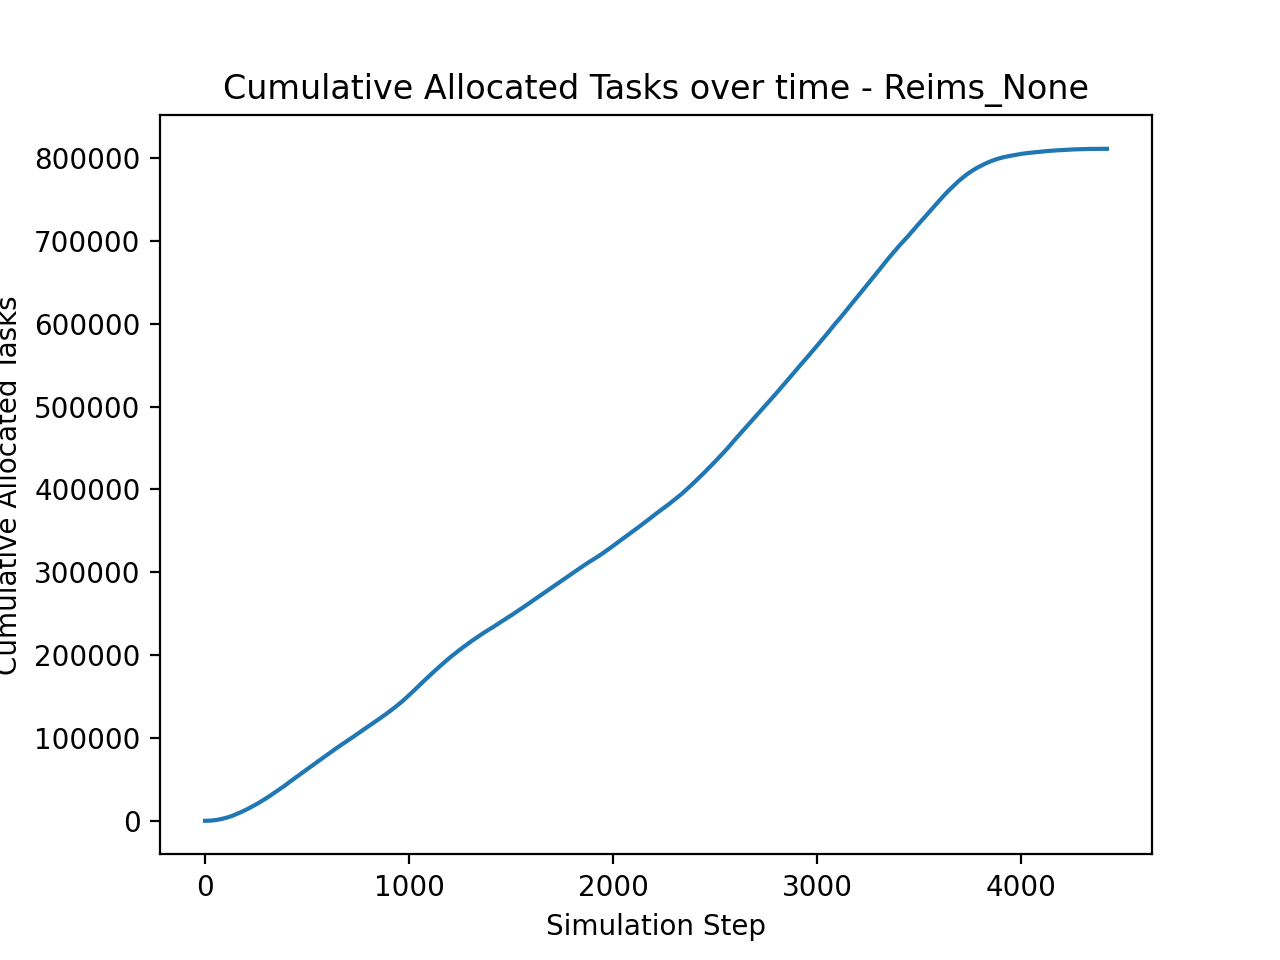 Cumulative Allocated Tasks over time - Reims_None
Cumulative Allocated Tasks
800000
700000
600000
500000
400000
300000
200000
100000
0
0 1000 2000 3000 4000
Simulation Step